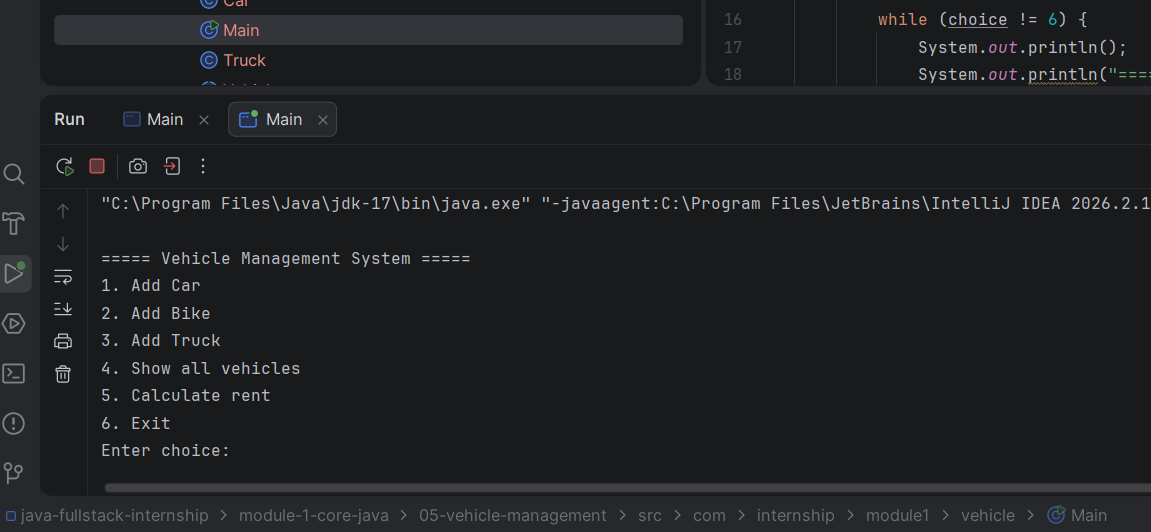 Car
Main
Truck
16 while (choice != 6) {
17 System.out.println();
18 System.out.println("====
Run Main Main
"C:\Program Files\Java\jdk-17\bin\java.exe" "-javaagent:C:\Program Files\JetBrains\IntelliJ IDEA 2026.2.1
===== Vehicle Management System =====
1. Add Car
2. Add Bike
3. Add Truck
4. Show all vehicles
5. Calculate rent
6. Exit
Enter choice:
java-fullstack-internship > module-1-core-java > 05-vehicle-management > src > com > internship > module1 > vehicle > Main